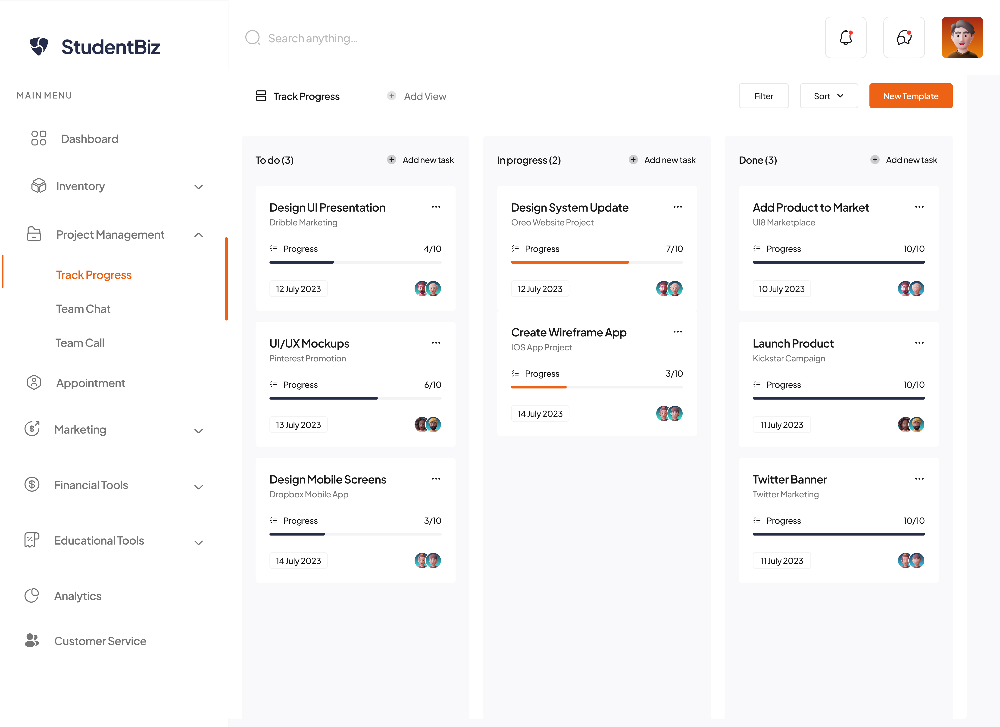 StudentBiz
Search anything...
MAIN MENU
Dashboard
Inventory
Project Management
Track Progress
Team Chat
Team Call
Appointment
Marketing
Financial Tools
Educational Tools
Analytics
Customer Service
Track Progress
Add View
Filter
Sort
New Template
To do (3)
Add new task
Design UI Presentation
Dribble Marketing
Progress
4/10
12 July 2023
UI/UX Mockups
Pinterest Promotion
Progress
6/10
13 July 2023
Design Mobile Screens
Dropbox Mobile App
Progress
3/10
14 July 2023
In progress (2)
Add new task
Design System Update
Oreo Website Project
Progress
7/10
12 July 2023
Create Wireframe App
IOS App Project
Progress
3/10
14 July 2023
Done (3)
Add new task
Add Product to Market
UI8 Marketplace
Progress
10/10
10 July 2023
Launch Product
Kickstar Campaign
Progress
10/10
11 July 2023
Twitter Banner
Twitter Marketing
Progress
10/10
11 July 2023